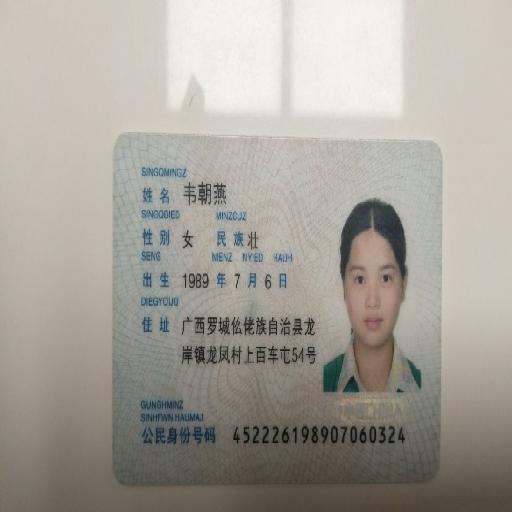 SINGQMINGZ
姓名 韦朝燕
SINGQBIED MINZCUZ
性别 女 民族 壮
SENG NIENZ NYIED HAUH
出生 1989 年 7 月 6 日
DIEGYOUQ
住址 广西罗城仫佬族自治县龙
岸镇龙凤村上百车屯54号
GUNGHMINZ
SINHFWN HAUMAJ
公民身份号码 452226198907060324